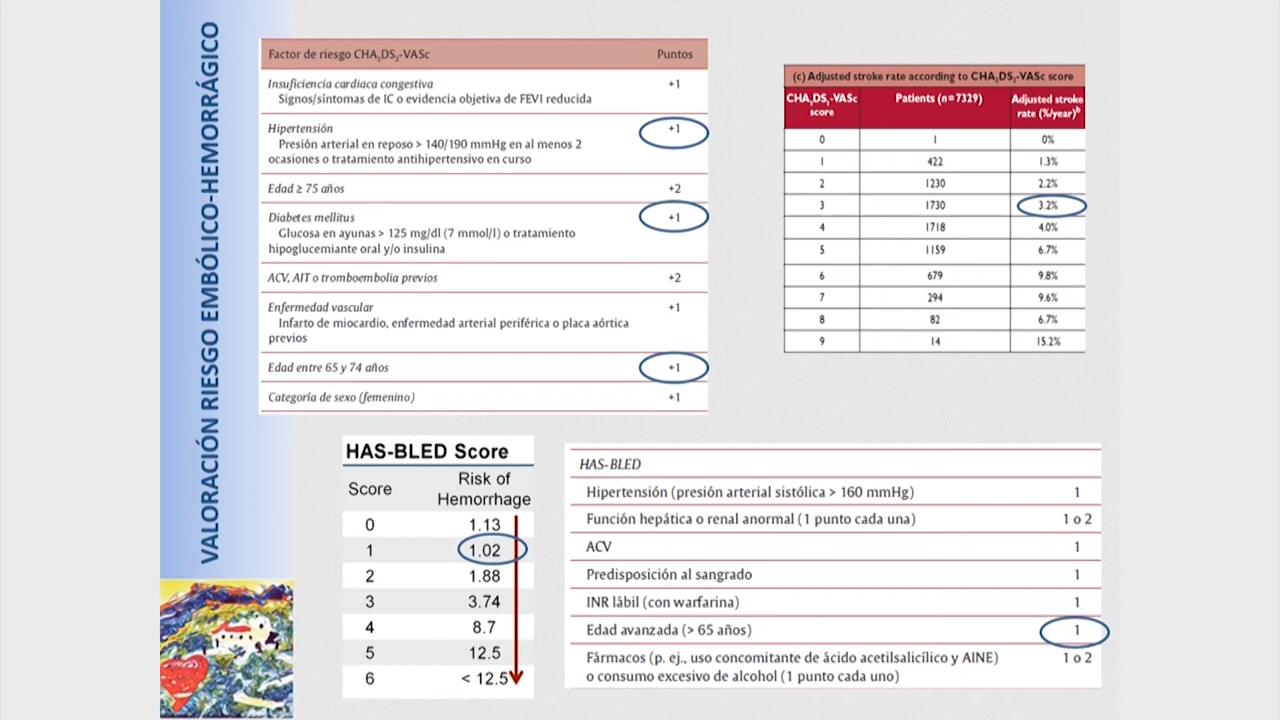 VALORACIÓN RIESGO EMBÓLICO-HEMORRÁGICO
Factor de riesgo CHA₂DS₂-VASc Puntos
Insuficiencia cardiaca congestiva +1
Signos/síntomas de IC o evidencia objetiva de FEVI reducida
Hipertensión +1
Presión arterial en reposo > 140/190 mmHg en al menos 2
ocasiones o tratamiento antihipertensivo en curso
Edad ≥ 75 años +2
Diabetes mellitus +1
Glucosa en ayunas > 125 mg/dl (7 mmol/l) o tratamiento
hipoglucemiante oral y/o insulina
ACV, AIT o tromboembolia previos +2
Enfermedad vascular +1
Infarto de miocardio, enfermedad arterial periférica o placa aórtica
previos
Edad entre 65 y 74 años +1
Categoría de sexo (femenino) +1
(c) Adjusted stroke rate according to CHA₂DS₂-VASc score
CHA₂DS₂-VASc Patients (n=7329) Adjusted stroke
score rate (%/year)ᵇ
0 1 0%
1 422 1.3%
2 1230 2.2%
3 1730 3.2%
4 1718 4.0%
5 1159 6.7%
6 679 9.8%
7 294 9.6%
8 82 6.7%
9 14 15.2%
HAS-BLED Score
Score Risk of
Hemorrhage
0 1.13
1 1.02
2 1.88
3 3.74
4 8.7
5 12.5
6 < 12.5
HAS-BLED
Hipertensión (presión arterial sistólica > 160 mmHg) 1
Función hepática o renal anormal (1 punto cada una) 1 o 2
ACV 1
Predisposición al sangrado 1
INR lábil (con warfarina) 1
Edad avanzada (> 65 años) 1
Fármacos (p. ej., uso concomitante de ácido acetilsalicílico y AINE) 1 o 2
o consumo excesivo de alcohol (1 punto cada uno)